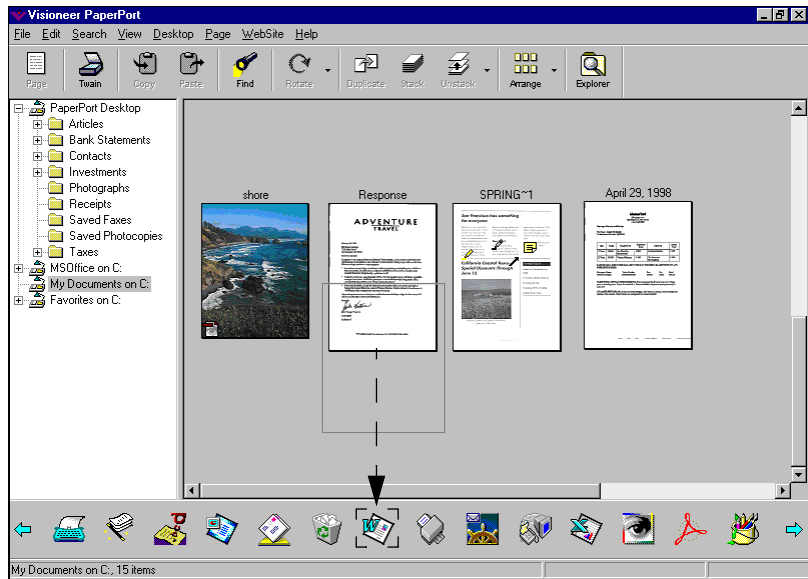 Visioneer PaperPort
File Edit Search View Desktop Page WebSite Help
Page Twain Copy Paste Find Rotate Duplicate Stack Unstack Arrange Explorer
PaperPort Desktop
Articles
Bank Statements
Contacts
Investments
Photographs
Receipts
Saved Faxes
Saved Photocopies
Taxes
MSOffice on C:
My Documents on C:
Favorites on C:
shore Response SPRING~1 April 29, 1998
ADVENTURE
TRAVEL
San Francisco has something
for everyone
California Coastal Tours
Special Discounts Through
June 15
My Documents on C:, 15 items